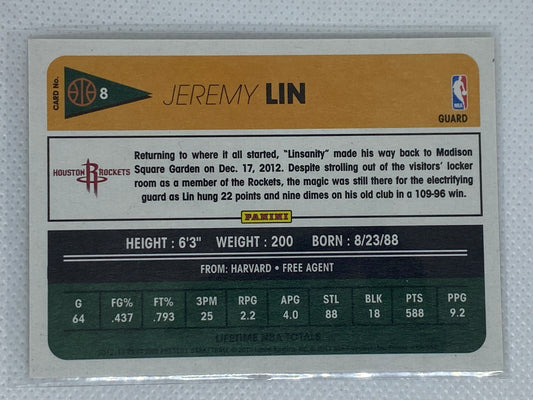 CARD No.
8
JEREMY LIN
NBA
GUARD
Returning to where it all started, "Linsanity" made his way back to Madison
Square Garden on Dec. 17, 2012. Despite strolling out of the visitors' locker
room as a member of the Rockets, the magic was still there for the electrifying
guard as Lin hung 22 points and nine dimes on his old club in a 109-96 win.
HOUSTON ROCKETS
PANINI
HEIGHT : 6'3" WEIGHT : 200 BORN : 8/23/88
FROM: HARVARD • FREE AGENT
G FG% FT% 3PM RPG APG STL BLK PTS PPG
64 .437 .793 25 2.2 4.0 88 18 588 9.2
LIFETIME NBA TOTALS